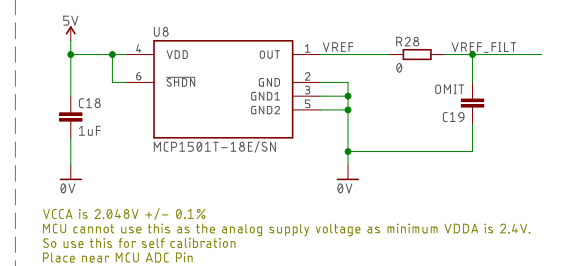 5V
U8
4 VDD OUT 1 VREF R28 VREF_FILT
6 SHDN GND 2 0 OMIT
C18 GND1 3
1uF GND2 5 C19
MCP1501T-18E/SN
0V 0V
VCCA is 2.048V +/- 0.1%
MCU cannot use this as the analog supply voltage as minimum VDDA is 2.4V.
So use this for self calibration
Place near MCU ADC Pin